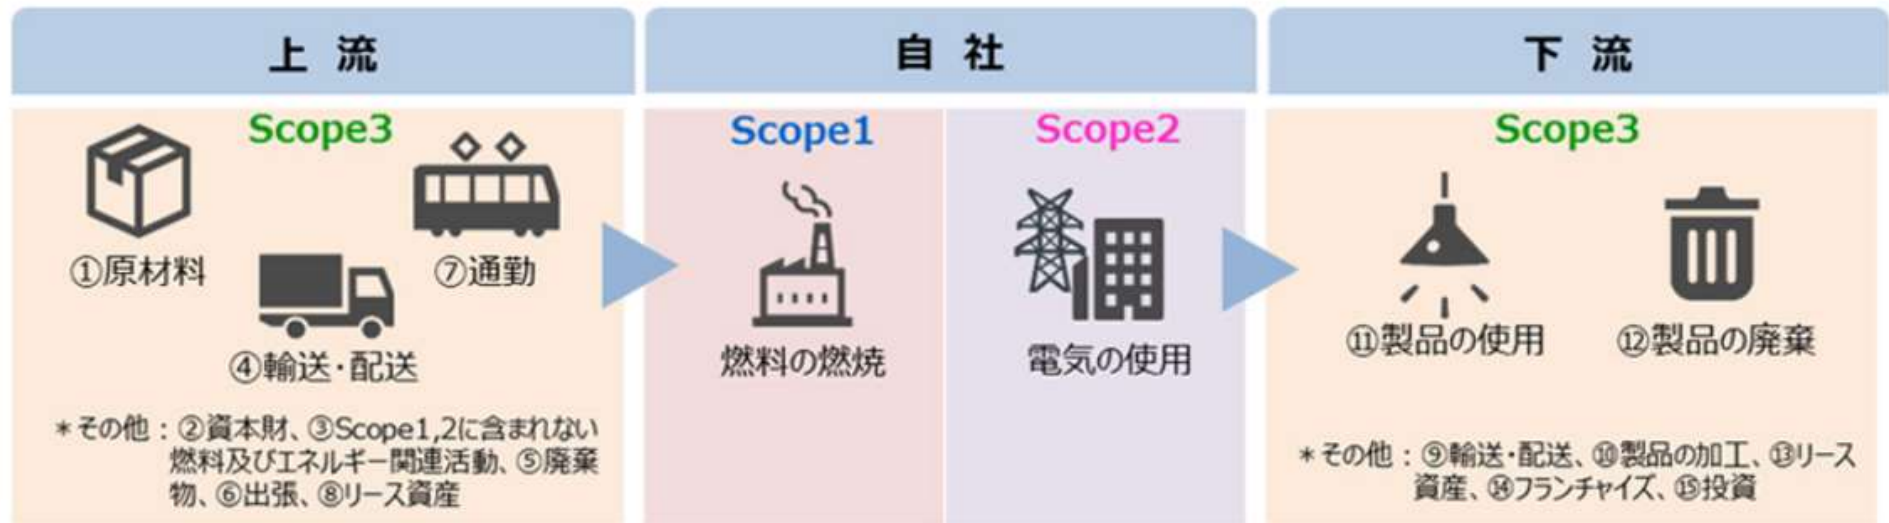 上 流
自 社
下 流
Scope3
①原材料
⑦通勤
④輸送・配送
*その他：②資本財、③Scope1,2に含まれない
燃料及びエネルギー関連活動、⑤廃棄
物、⑥出張、⑧リース資産
Scope1
燃料の燃焼
Scope2
電気の使用
Scope3
⑪製品の使用
⑫製品の廃棄
*その他：⑨輸送・配送、⑩製品の加工、⑬リース
資産、⑭フランチャイズ、⑮投資